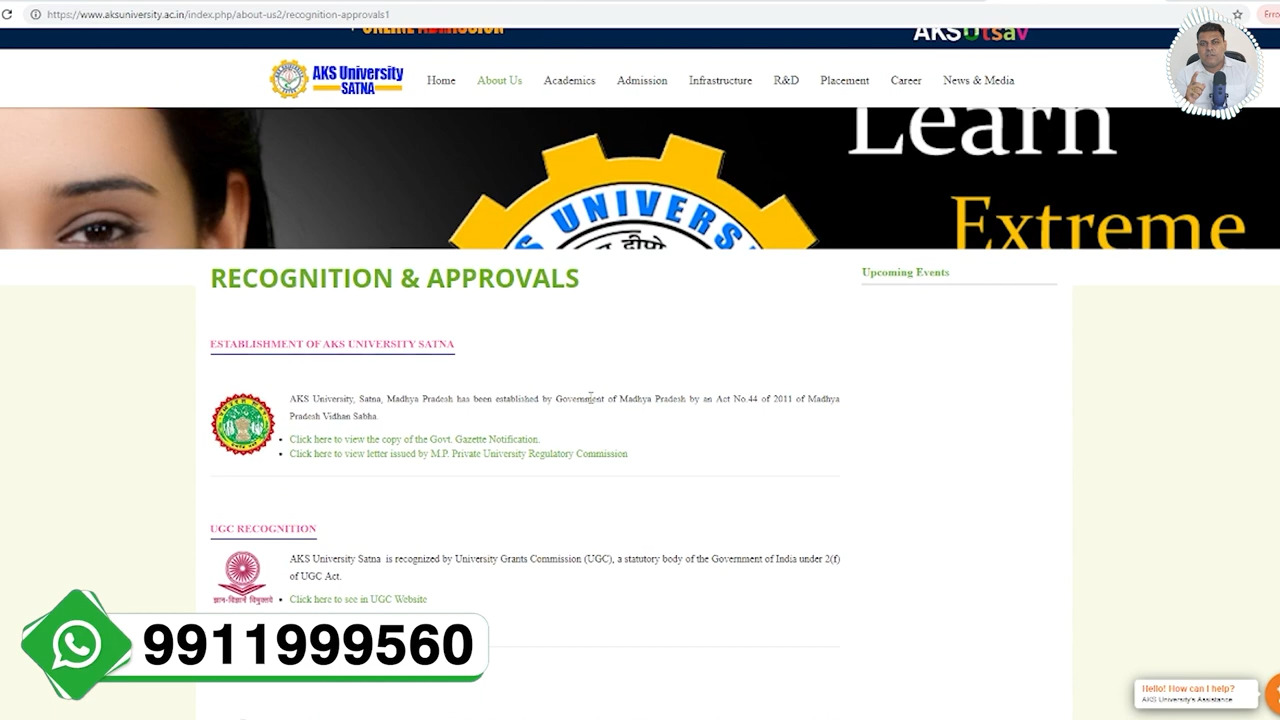 https://www.aksuniversity.ac.in/index.php/about-us2/recognition-approvals1
Erro
ONLINE ADMISSION
AKSUtsav
AKS University
SATNA
Home About Us Academics Admission Infrastructure R&D Placement Career News & Media
Learn
Extreme
S UNIVERS
RECOGNITION & APPROVALS
Upcoming Events
ESTABLISHMENT OF AKS UNIVERSITY SATNA
AKS University, Satna, Madhya Pradesh has been established by Government of Madhya Pradesh by an Act No.44 of 2011 of Madhya
Pradesh Vidhan Sabha.
Click here to view the copy of the Govt. Gazette Notification.
Click here to view letter issued by M.P. Private University Regulatory Commission
UGC RECOGNITION
AKS University Satna is recognized by University Grants Commission (UGC), a statutory body of the Government of India under 2(f)
of UGC Act.
ज्ञान-विज्ञानं विमुक्तये
Click here to see in UGC Website
9911999560
Hello! How can I help?
AKS University's Assistance